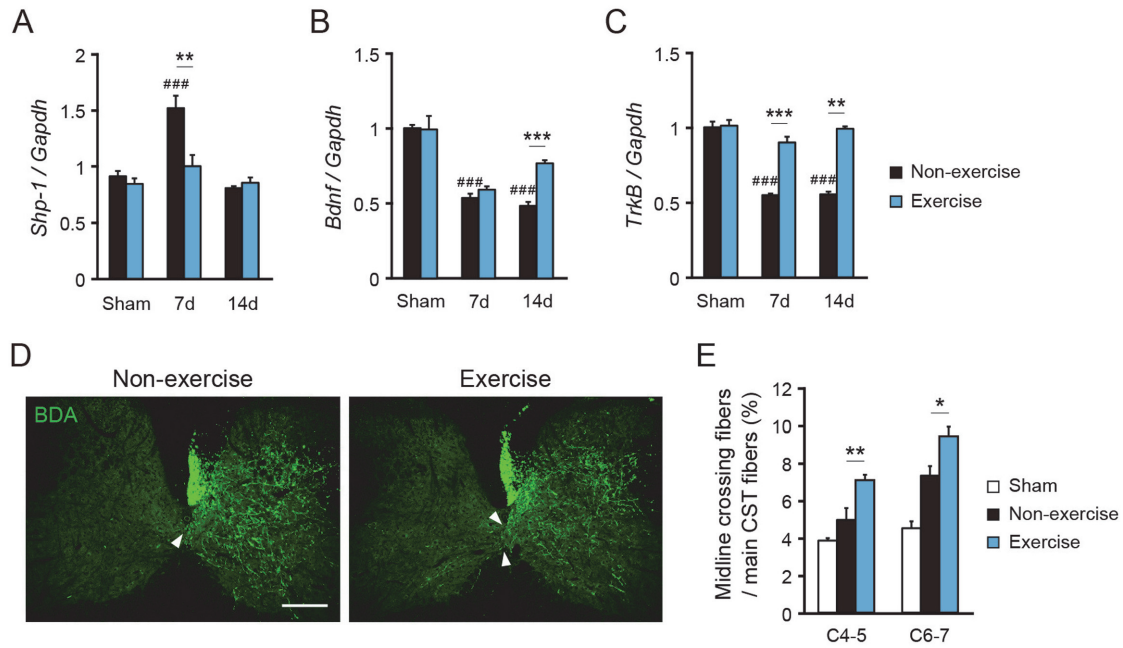 A
Shp-1 / Gapdh
2
1.5
1
0.5
0
###
**
Sham
7d
14d
B
Bdnf / Gapdh
1.5
1
0.5
0
###
###
***
Sham
7d
14d
C
TrkB / Gapdh
1.5
1
0.5
0
###
***
###
**
Sham
7d
14d
Non-exercise
Exercise
D
Non-exercise
Exercise
BDA
E
Midline crossing fibers
/ main CST fibers (%)
12
10
8
6
4
2
0
**
*
C4-5
C6-7
Sham
Non-exercise
Exercise